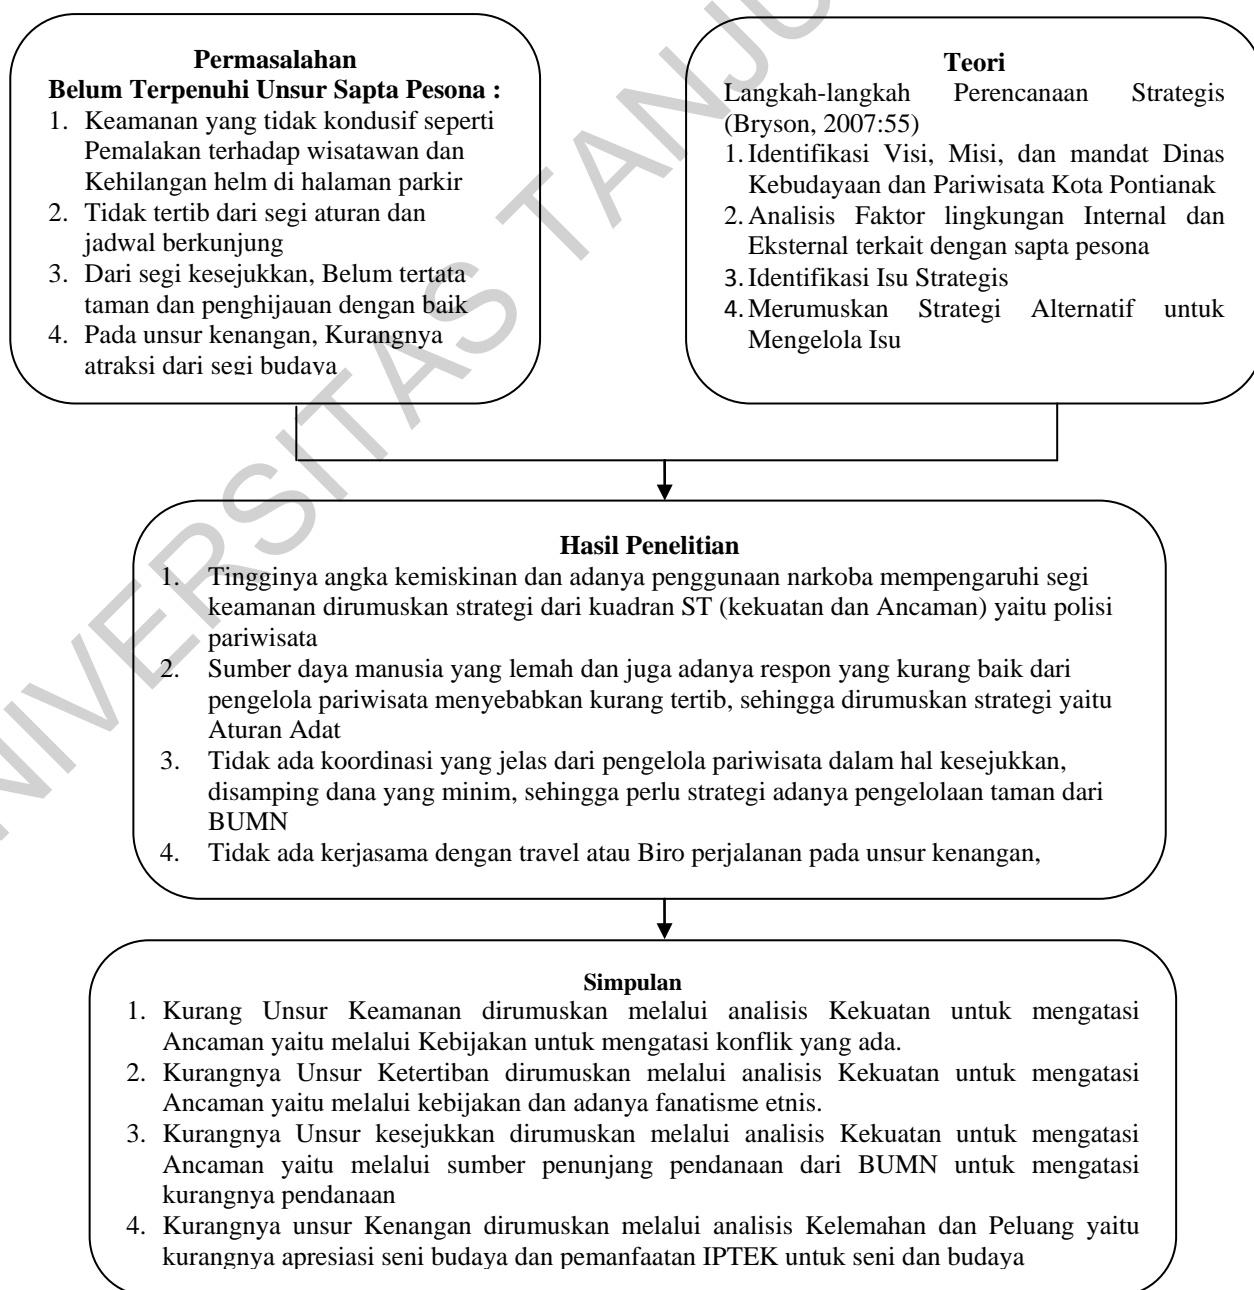 Permasalahan
Belum Terpenuhi Unsur Sapta Pesona :
1. Keamanan yang tidak kondusif seperti
Pemalakan terhadap wisatawan dan
Kehilangan helm di halaman parkir
2. Tidak tertib dari segi aturan dan
jadwal berkunjung
3. Dari segi kesejukkan, Belum tertata
taman dan penghijauan dengan baik
4. Pada unsur kenangan, Kurangnya
atraksi dari segi budaya
Teori
Langkah-langkah Perencanaan Strategis
(Bryson, 2007:55)
1. Identifikasi Visi, Misi, dan mandat Dinas
Kebudayaan dan Pariwisata Kota Pontianak
2. Analisis Faktor lingkungan Internal dan
Eksternal terkait dengan sapta pesona
3. Identifikasi Isu Strategis
4. Merumuskan Strategi Alternatif untuk
Mengelola Isu
Hasil Penelitian
1. Tingginya angka kemiskinan dan adanya penggunaan narkoba mempengaruhi segi
keamanan dirumuskan strategi dari kuadran ST (kekuatan dan Ancaman) yaitu polisi
pariwisata
2. Sumber daya manusia yang lemah dan juga adanya respon yang kurang baik dari
pengelola pariwisata menyebabkan kurang tertib, sehingga dirumuskan strategi yaitu
Aturan Adat
3. Tidak ada koordinasi yang jelas dari pengelola pariwisata dalam hal kesejukkan,
disamping dana yang minim, sehingga perlu strategi adanya pengelolaan taman dari
BUMN
4. Tidak ada kerjasama dengan travel atau Biro perjalanan pada unsur kenangan,
Simpulan
1. Kurang Unsur Keamanan dirumuskan melalui analisis Kekuatan untuk mengatasi
Ancaman yaitu melalui Kebijakan untuk mengatasi konflik yang ada.
2. Kurangnya Unsur Ketertiban dirumuskan melalui analisis Kekuatan untuk mengatasi
Ancaman yaitu melalui kebijakan dan adanya fanatisme etnis.
3. Kurangnya Unsur kesejukkan dirumuskan melalui analisis Kekuatan untuk mengatasi
Ancaman yaitu melalui sumber penunjang pendanaan dari BUMN untuk mengatasi
kurangnya pendanaan
4. Kurangnya unsur Kenangan dirumuskan melalui analisis Kelemahan dan Peluang yaitu
kurangnya apresiasi seni budaya dan pemanfaatan IPTEK untuk seni dan budaya
NIVERSITAS TANJU